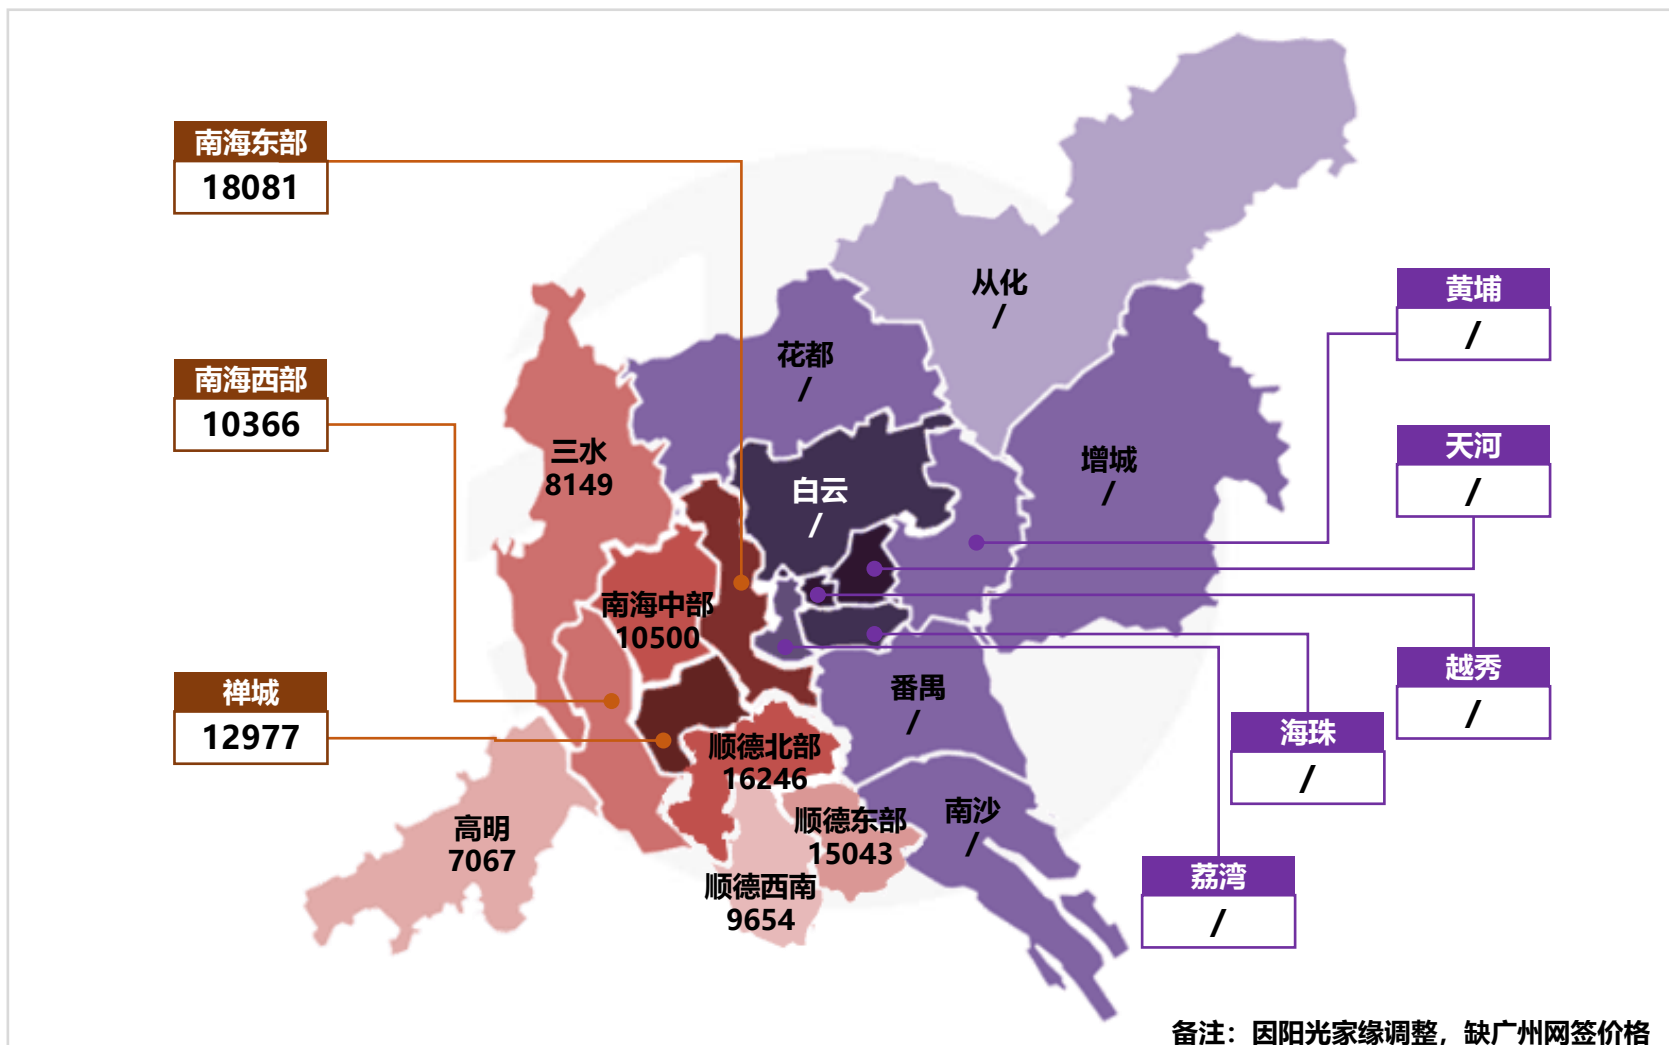 南海东部
18081
南海西部
10366
禅城
12977
三水
8149
南海中部
10500
高明
7067
顺德北部
16246
顺德东部
15043
顺德西南
9654
从化
/
花都
/
白云
/
增城
/
番禺
/
南沙
/
黄埔
/
天河
/
越秀
/
海珠
/
荔湾
/
备注：因阳光家缘调整，缺广州网签价格